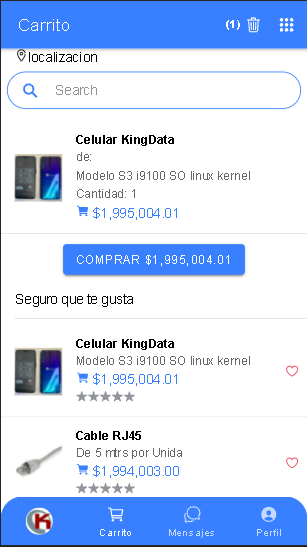 Carrito
(1)
localizacion
Search
Celular KingData
de:
Modelo S3 i9100 SO linux kernel
Cantidad: 1
$1,995,004.01
COMPRAR $1,995,004.01
Seguro que te gusta
Celular KingData
Modelo S3 i9100 SO linux kernel
$1,995,004.01
Cable RJ45
De 5 mtrs por Unida
$1,994,003.00
K
Carrito
Mensajes
Perfil